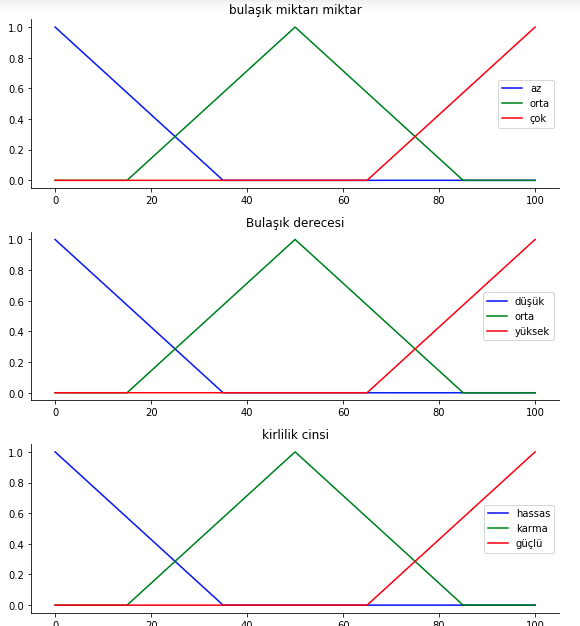 bulaşık miktarı miktar
1.0
0.8
0.6
0.4
0.2
0.0
az
orta
çok
0 20 40 60 80 100
Bulaşık derecesi
1.0
0.8
0.6
0.4
0.2
0.0
düşük
orta
yüksek
0 20 40 60 80 100
kirlilik cinsi
1.0
0.8
0.6
0.4
0.2
0.0
hassas
karma
güçlü
0 20 40 60 80 100